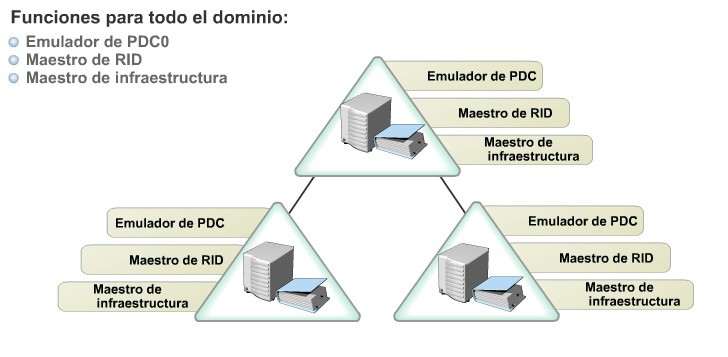 Funciones para todo el dominio:
Emulador de PDC0
Maestro de RID
Maestro de infraestructura
Emulador de PDC
Maestro de RID
Maestro de
infraestructura
Emulador de PDC
Maestro de RID
Maestro de
infraestructura
Emulador de PDC
Maestro de RID
Maestro de
infraestructura